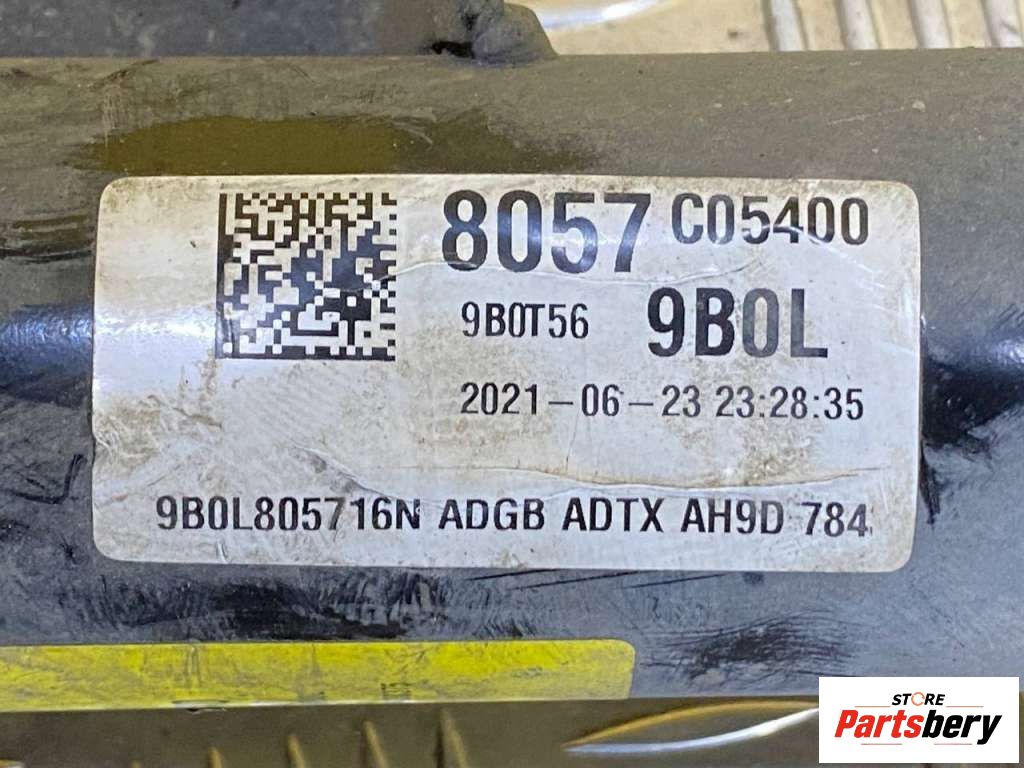 8057 C05400
9B0T56 9B0L
2021-06-23 23:28:35
9B0L805716N ADGB ADTX AH9D 784
STORE
Partsbery